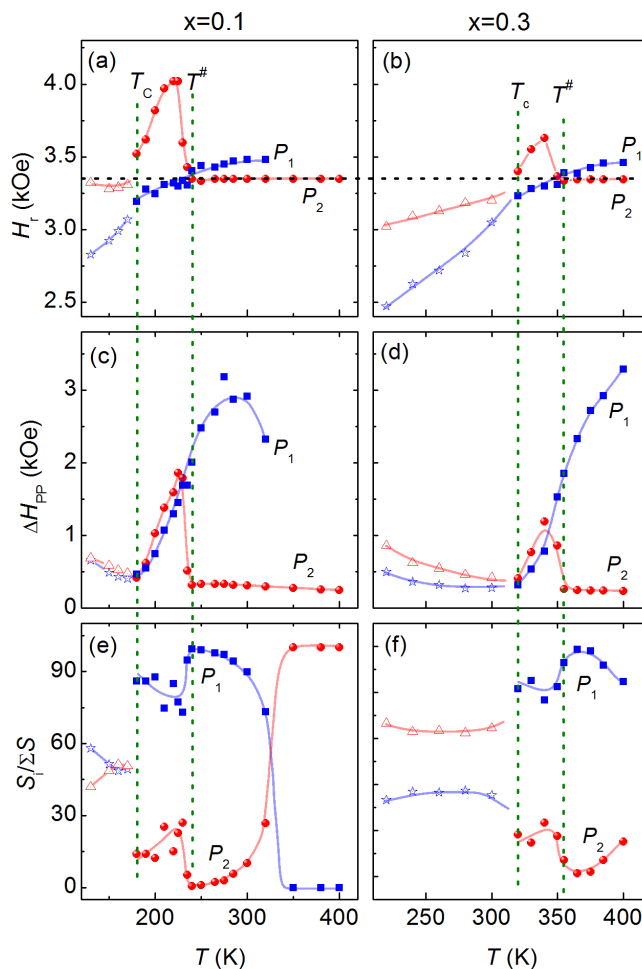 x=0.1 x=0.3
(a) T_C T^# P_1 P_2
(b) T_c T^# P_1 P_2
4.0
3.5
3.0
2.5
H_r (kOe)
(c) P_1 P_2
(d) P_1 P_2
3
2
1
0
ΔH_PP (kOe)
(e) P_1 P_2
(f) P_1 P_2
90
60
30
0
S_i/ΣS
200 250 300 350 400
250 300 350 400
T (K) T (K)